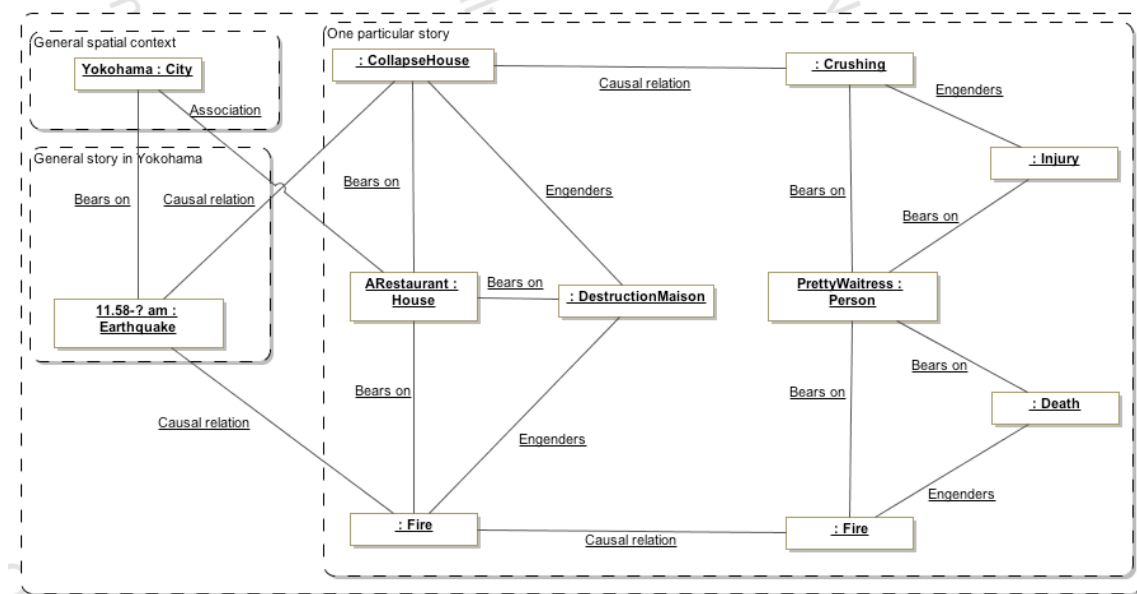 General spatial context
One particular story
Yokohama : City
: CollapseHouse
: Crushing
Causal relation
Engenders
Association
General story in Yokohama
: Injury
Bears on
Causal relation
Bears on
Engenders
Bears on
Bears on
ARestaurant :
House
Bears on
: DestructionMaison
PrettyWaitress :
Person
11.58-? am :
Earthquake
Bears on
Bears on
Bears on
: Death
Causal relation
Engenders
Engenders
: Fire
Causal relation
: Fire